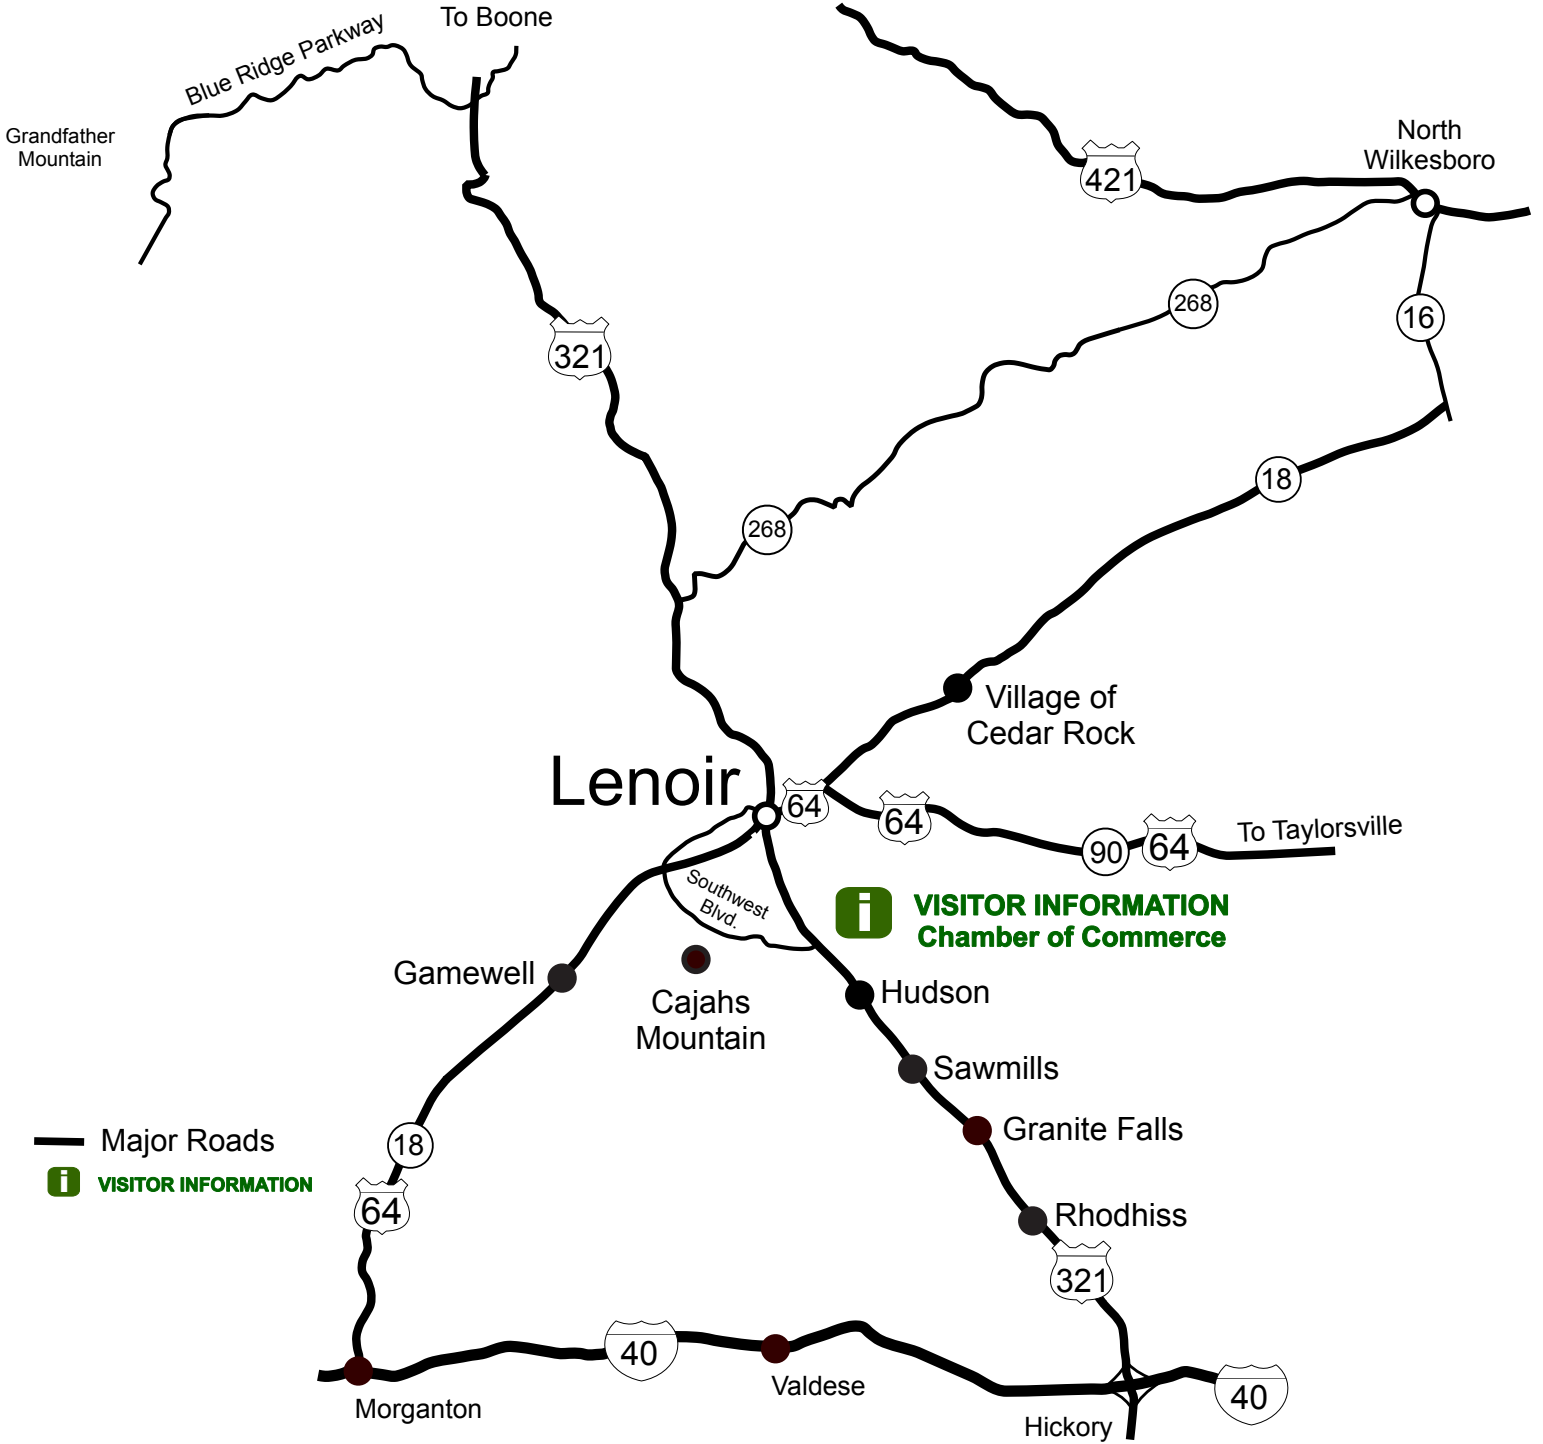 To Boone
Blue Ridge Parkway
Grandfather
Mountain
North
Wilkesboro
421
268
16
321
18
268
Village of
Cedar Rock
Lenoir
64
64
90
64
To Taylorsville
Southwest
Blvd.
i
VISITOR INFORMATION
Chamber of Commerce
Gamewell
Cajahs
Mountain
Hudson
Sawmills
Granite Falls
18
Major Roads
i
VISITOR INFORMATION
64
Rhodhiss
321
40
Valdese
40
Morganton
Hickory